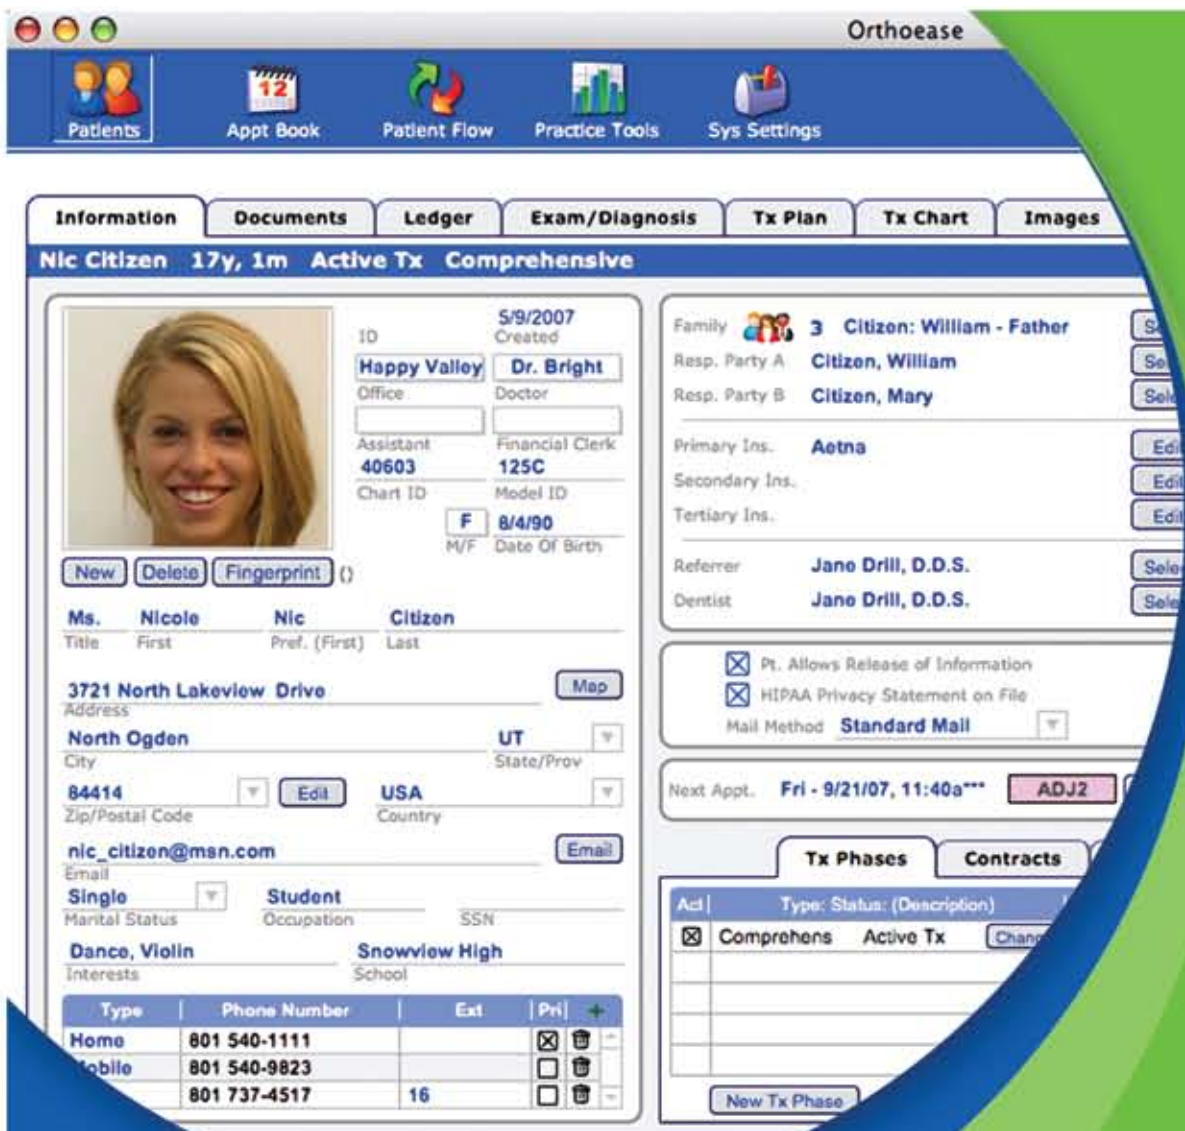 Orthoease
12
Patients Appt Book Patient Flow Practice Tools Sys Settings
Information Documents Ledger Exam/Diagnosis Tx Plan Tx Chart Images
Nic Citizen 17y, 1m Active Tx Comprehensive
5/9/2007
ID Created
Happy Valley Dr. Bright
Office Doctor
Assistant Financial Clerk
40603 125C
Chart ID Model ID
F 8/4/90
M/F Date Of Birth
New Delete Fingerprint ()
Ms. Nicole Nic Citizen
Title First Pref. (First) Last
3721 North Lakeview Drive Map
Address
North Ogden UT
City State/Prov
84414 Edit USA
Zip/Postal Code Country
nic_citizen@msn.com Email
Email
Single Student
Marital Status Occupation SSN
Dance, Violin Snowview High
Interests School
Type Phone Number Ext Pri +
Home 801 540-1111
Mobile 801 540-9823
801 737-4517 16
Family 3 Citizen: William - Father
Resp. Party A Citizen, William
Resp. Party B Citizen, Mary
Primary Ins. Aetna Edit
Secondary Ins. Edit
Tertiary Ins. Edit
Referrer Jane Drill, D.D.S.
Dentist Jane Drill, D.D.S.
Pt. Allows Release of Information
HIPAA Privacy Statement on File
Mail Method Standard Mail
Next Appt. Fri - 9/21/07, 11:40a*** ADJ2
Tx Phases Contracts
Act Type: Status: (Description)
Comprehens Active Tx
New Tx Phase